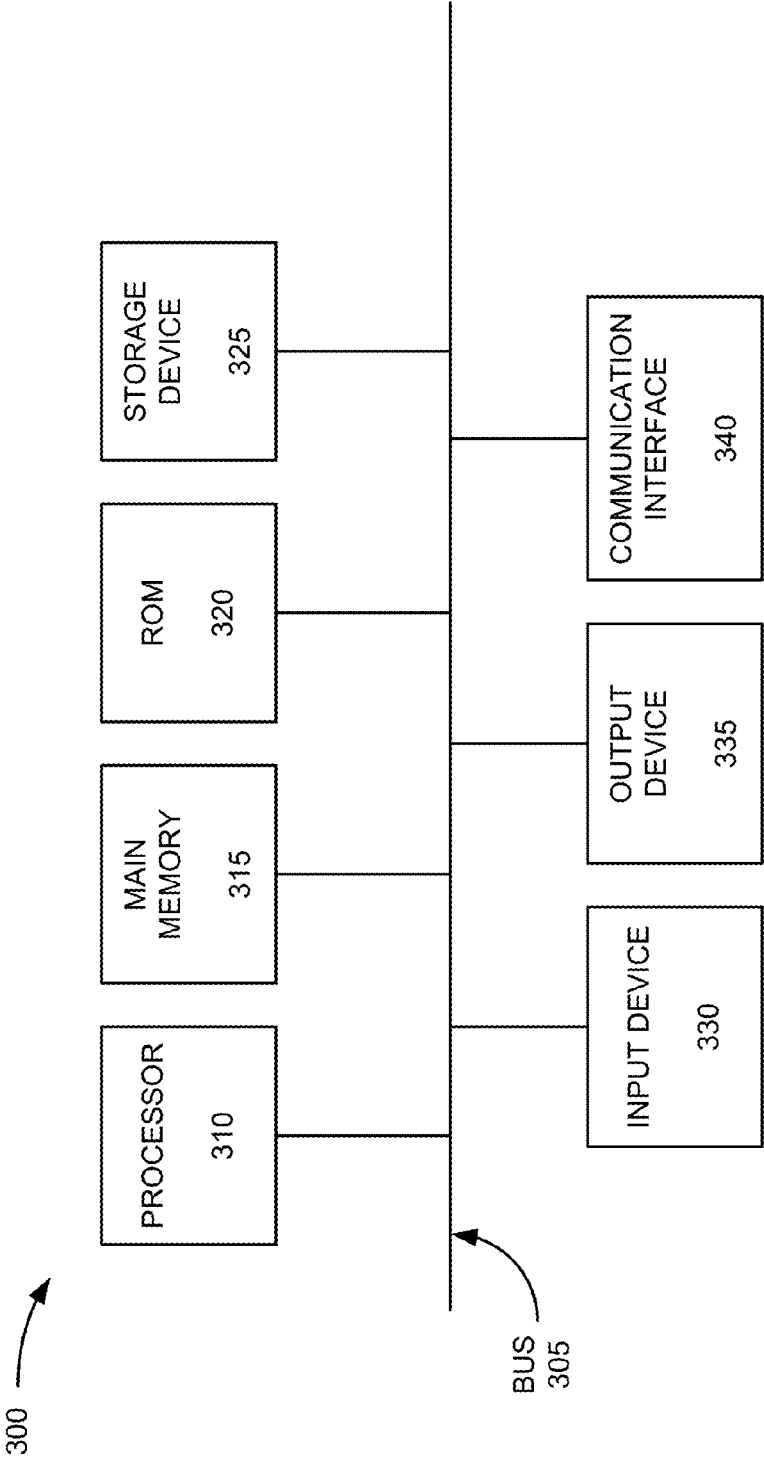 300
PROCESSOR
310
MAIN
MEMORY
315
ROM
320
STORAGE
DEVICE
325
BUS
305
INPUT DEVICE
330
OUTPUT
DEVICE
335
COMMUNICATION
INTERFACE
340